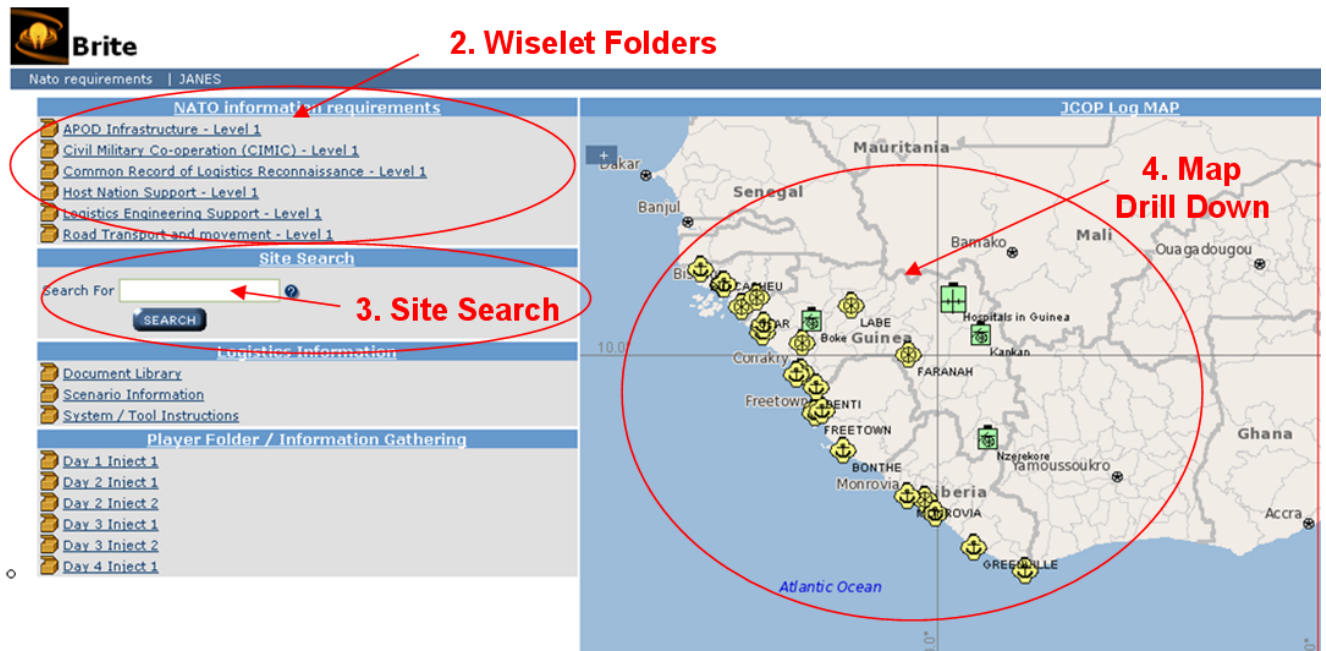 Brite
2. Wiselet Folders
Nato requirements | JANES
NATO information requirements
APOD Infrastructure - Level 1
Civil Military Co-operation (CIMIC) - Level 1
Common Record of Logistics Reconnaissance - Level 1
Host Nation Support - Level 1
Logistics Engineering Support - Level 1
Road Transport and movement - Level 1
Site Search
Search For
SEARCH
3. Site Search
Logistics Information
Document Library
Scenario Information
System / Tool Instructions
Player Folder / Information Gathering
Day 1 Inject 1
Day 2 Inject 1
Day 2 Inject 2
Day 3 Inject 1
Day 3 Inject 2
Day 4 Inject 1
JCOP Log MAP
4. Map
Drill Down
Mauritania
Dakar
Senegal
Banjul
Bamako
Mali
Ouagadougou
LABE
Hospitals in Guinea
Boke
Guinea
Kankan
10.0°
Conakry
FARANAH
Freetown
FREETOWN
Nzerekore
Yamoussoukro
Ghana
BONTHE
Monrovia
Accra
Atlantic Ocean